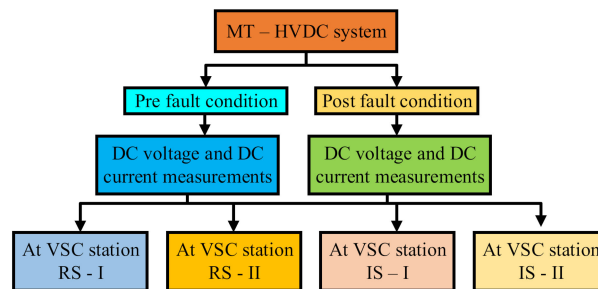 MT – HVDC system
Pre fault condition
Post fault condition
DC voltage and DC
current measurements
DC voltage and DC
current measurements
At VSC station
RS - I
At VSC station
RS - II
At VSC station
IS – I
At VSC station
IS - II